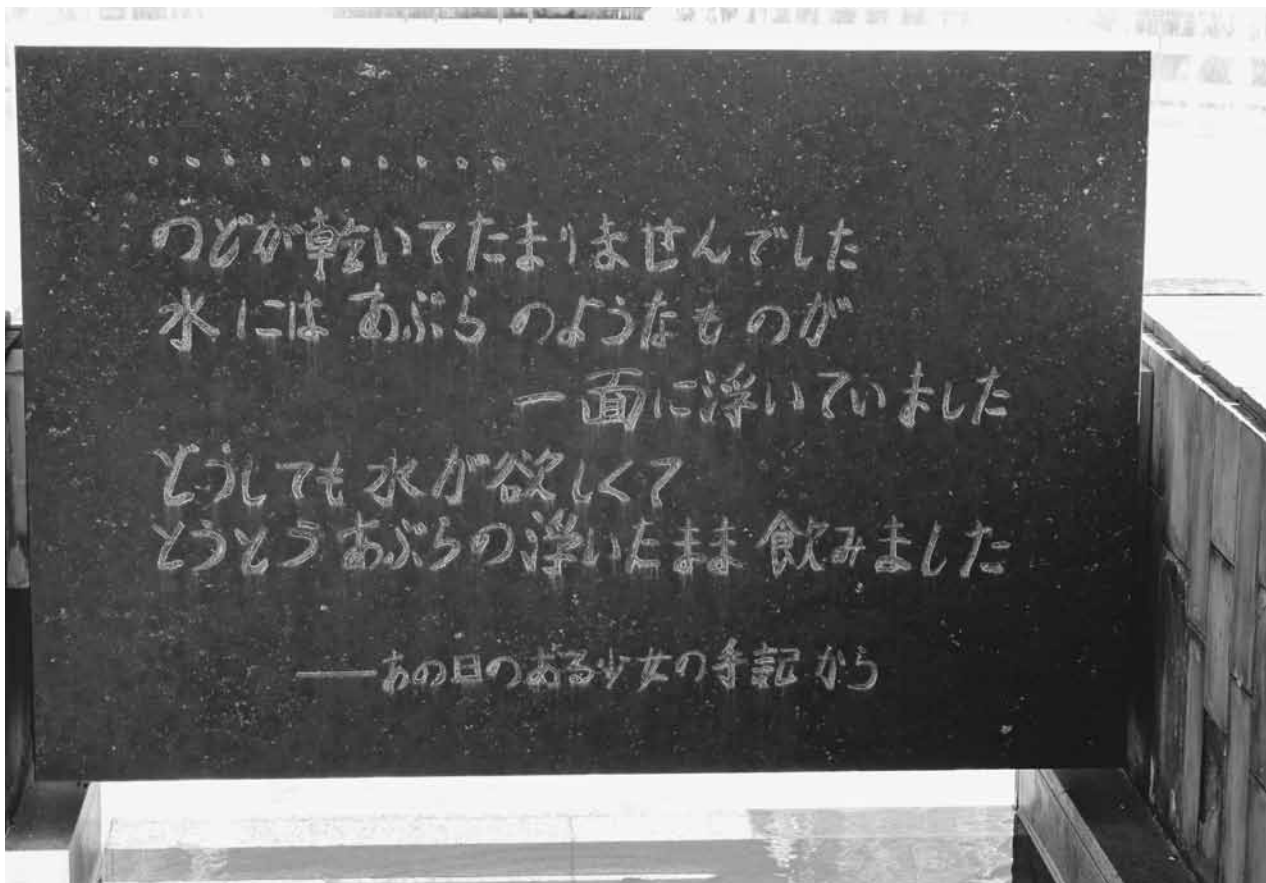 ・・・・・・・・・・
のどが乾いてたまりませんでした
水には あぶら のようなものが
一面に浮いていました
どうしても水が欲しくて
とうとう あぶらの浮いたまま 飲みました
――あの日のある少女の手記から